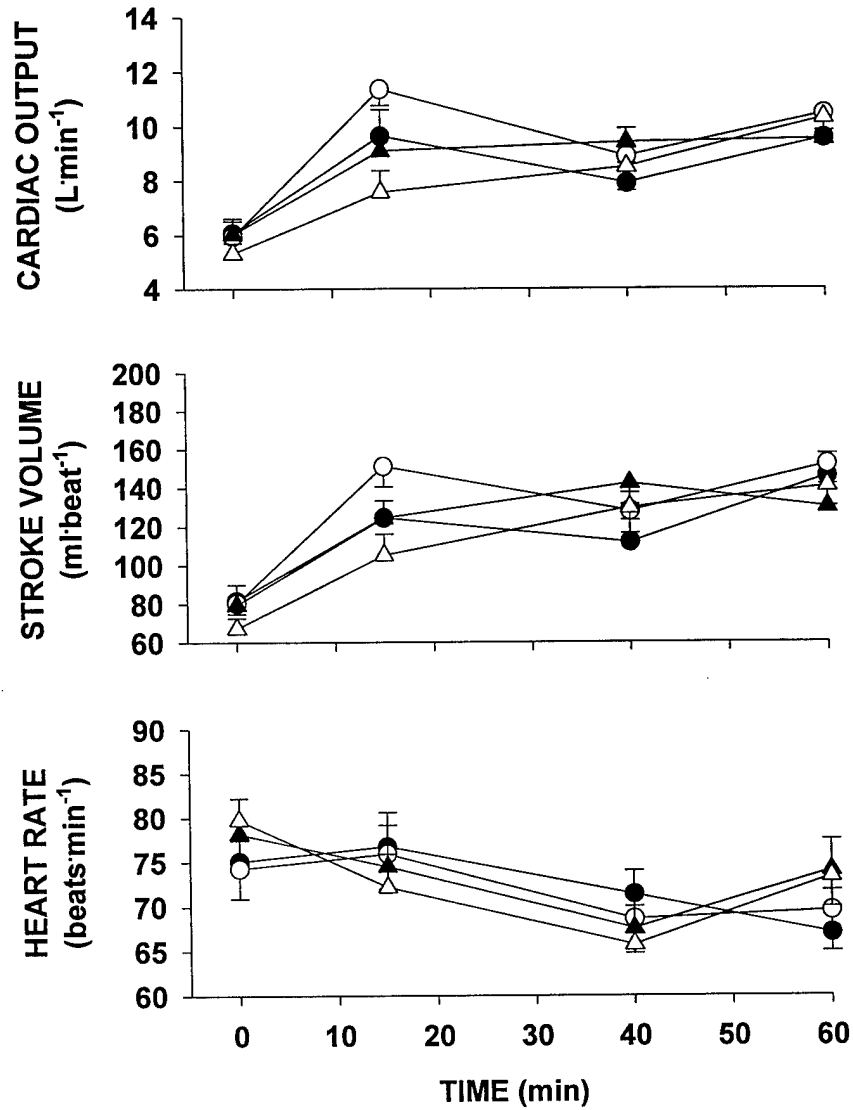 CARDIAC OUTPUT
(L·min⁻¹)
14
12
10
8
6
4
STROKE VOLUME
(ml·beat⁻¹)
200
180
160
140
120
100
80
60
HEART RATE
(beats·min⁻¹)
90
85
80
75
70
65
60
0 10 20 30 40 50 60
TIME (min)